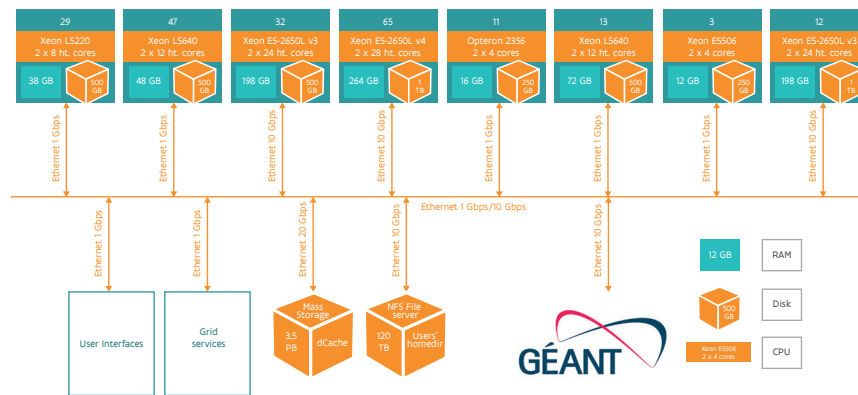 29
47
32
65
11
13
3
12
Xeon L5220
2 x 8 ht. cores
Xeon L5640
2 x 12 ht. cores
Xeon E5-2650L v3
2 x 24 ht. cores
Xeon E5-2650L v4
2 x 28 ht. cores
Opteron 2356
2 x 4 cores
Xeon L5640
2 x 12 ht. cores
Xeon E5506
2 x 4 cores
Xeon E5-2650L v3
2 x 24 ht. cores
38 GB
500
GB
48 GB
500
GB
198 GB
500
GB
264 GB
1
TB
16 GB
250
GB
72 GB
500
GB
12 GB
250
GB
198 GB
1
TB
Ethernet 1 Gbps
Ethernet 1 Gbps
Ethernet 10 Gbps
Ethernet 10 Gbps
Ethernet 1 Gbps
Ethernet 1 Gbps
Ethernet 1 Gbps
Ethernet 10 Gbps
Ethernet 1 Gbps/10 Gbps
Ethernet 1 Gbps
Ethernet 1 Gbps
Ethernet 20 Gbps
Ethernet 10 Gbps
Ethernet 10 Gbps
User Interfaces
Grid
services
Mass
Storage
3,5
PB
dCache
NFS File
server
120
TB
Users'
homedir
GÉANT
12 GB
RAM
500
GB
Disk
Xeon E5506
2 x 4 cores
CPU